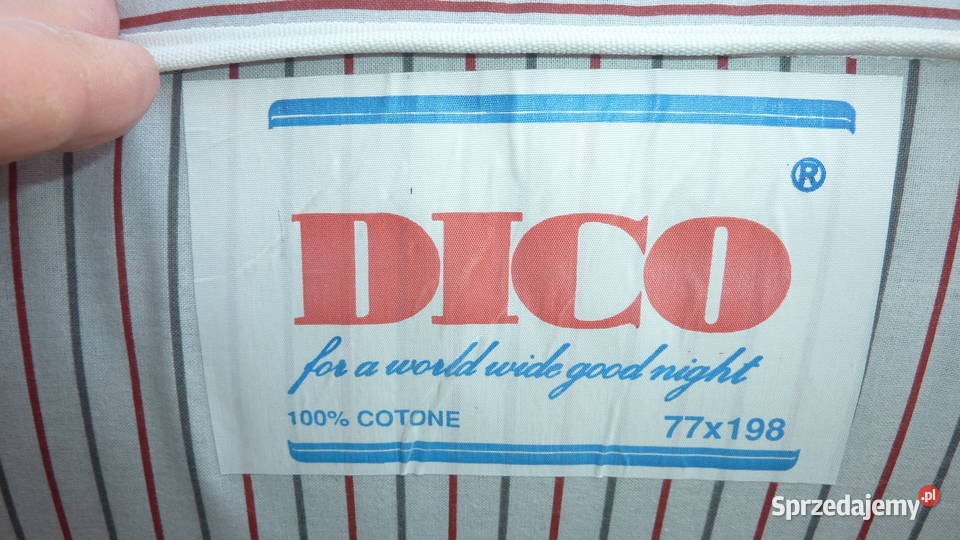 ®
DICO
for a world wide good night
100% COTONE 77x198
Sprzedajemy.pl